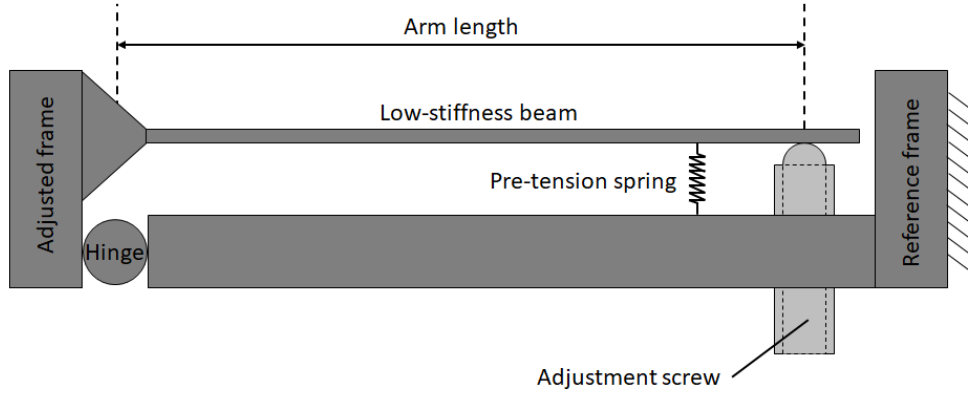 Arm length
Low-stiffness beam
Adjusted frame
Pre-tension spring
Reference frame
Hinge
Adjustment screw